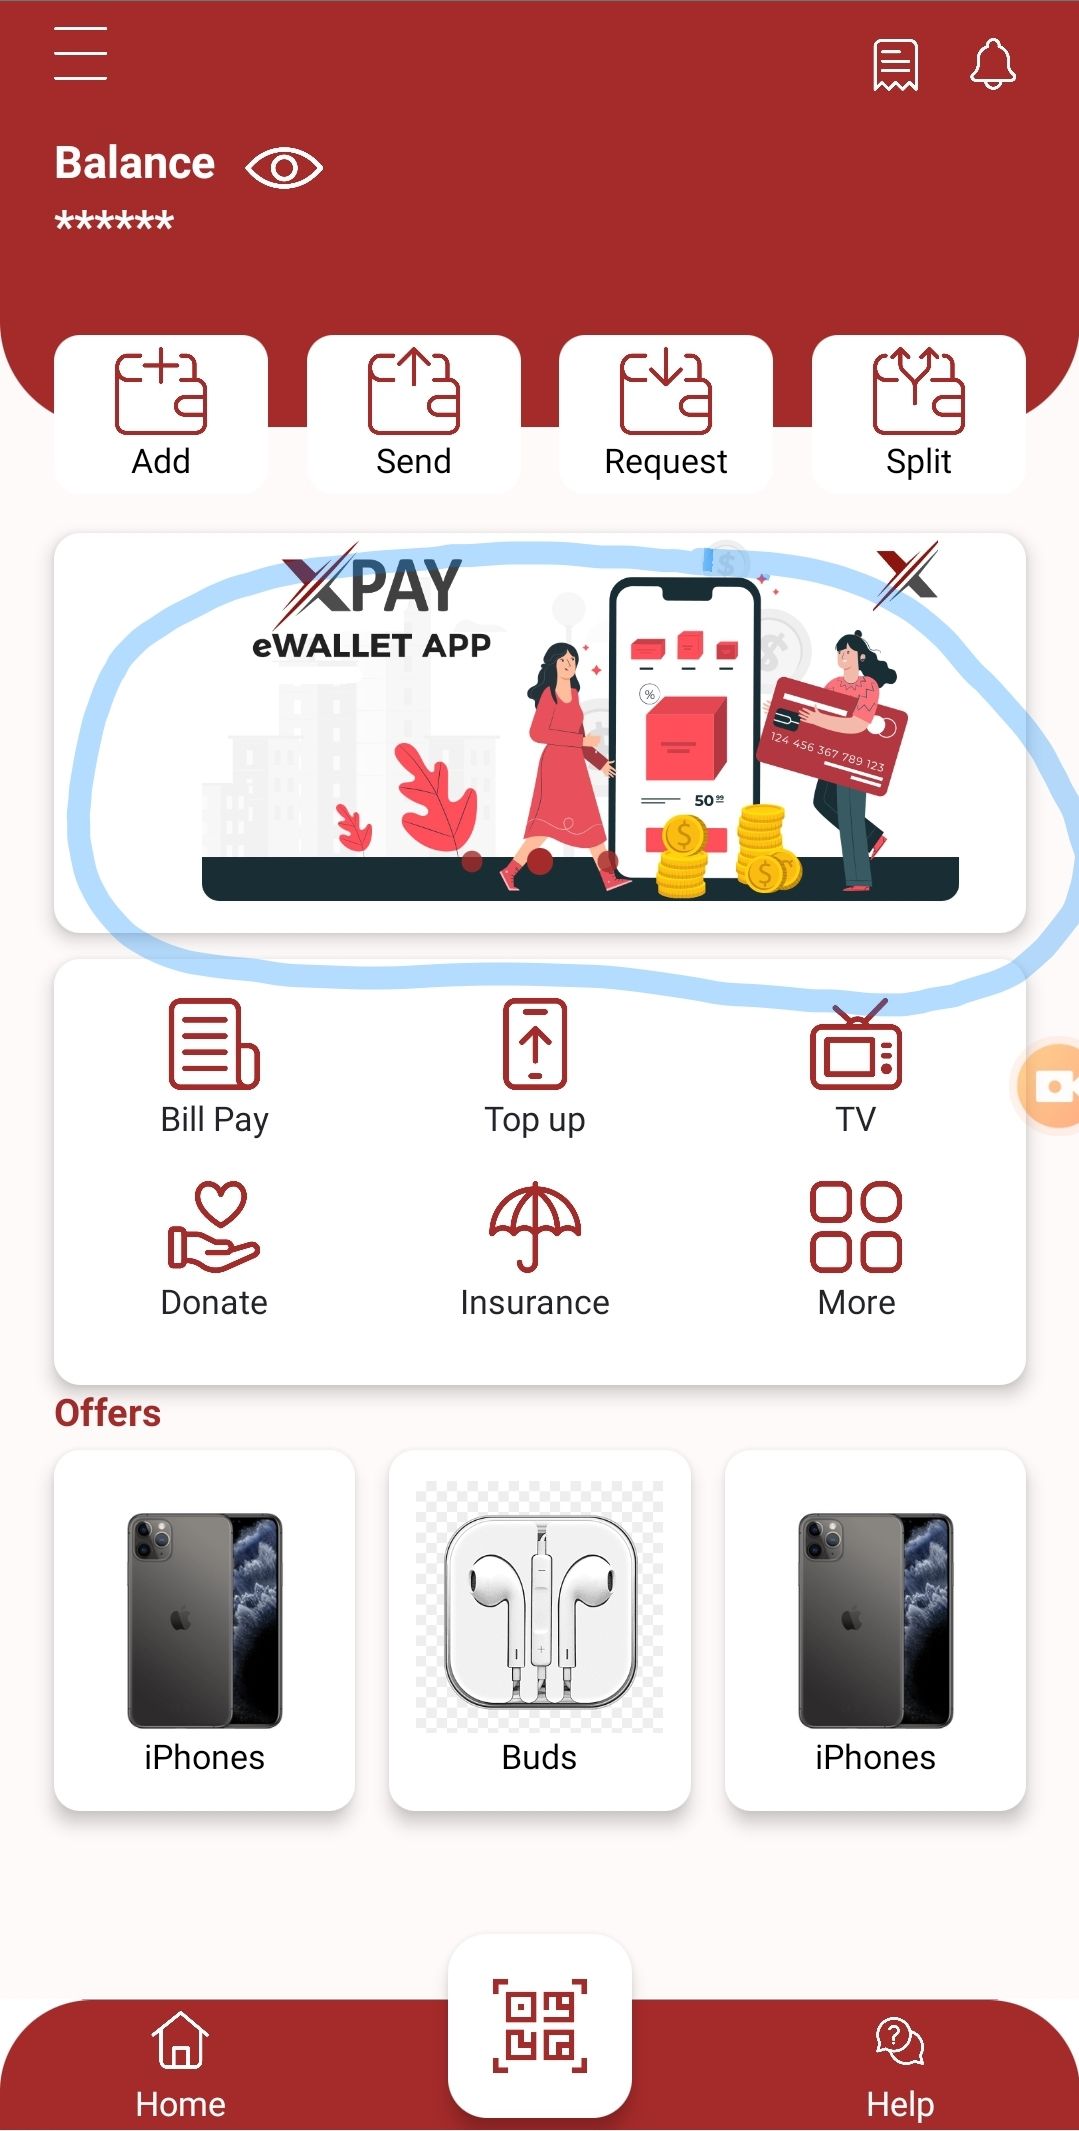 Balance
******
Add
Send
Request
Split
XPAY
eWALLET APP
X
%
124 456 367 789 123
50 99
Bill Pay
Top up
TV
Donate
Insurance
More
Offers
iPhones
Buds
iPhones
Home
Help